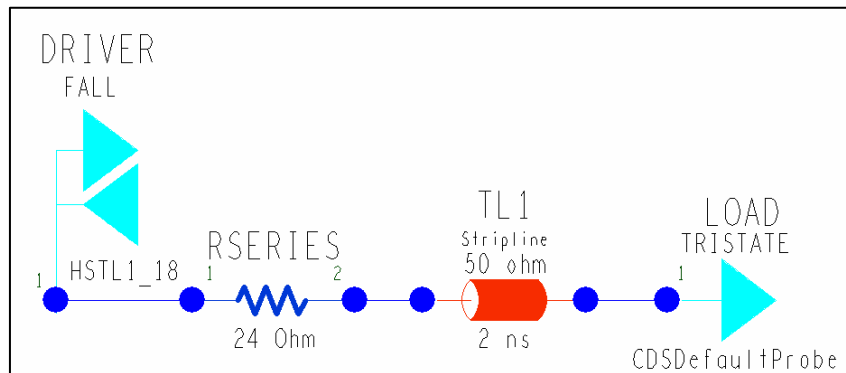 DRIVER
FALL
1
HSTL1_18
RSERIES
1
2
24 Ohm
TL1
Stripline
50 ohm
2 ns
LOAD
TRISTATE
1
CDSDefaultProbe